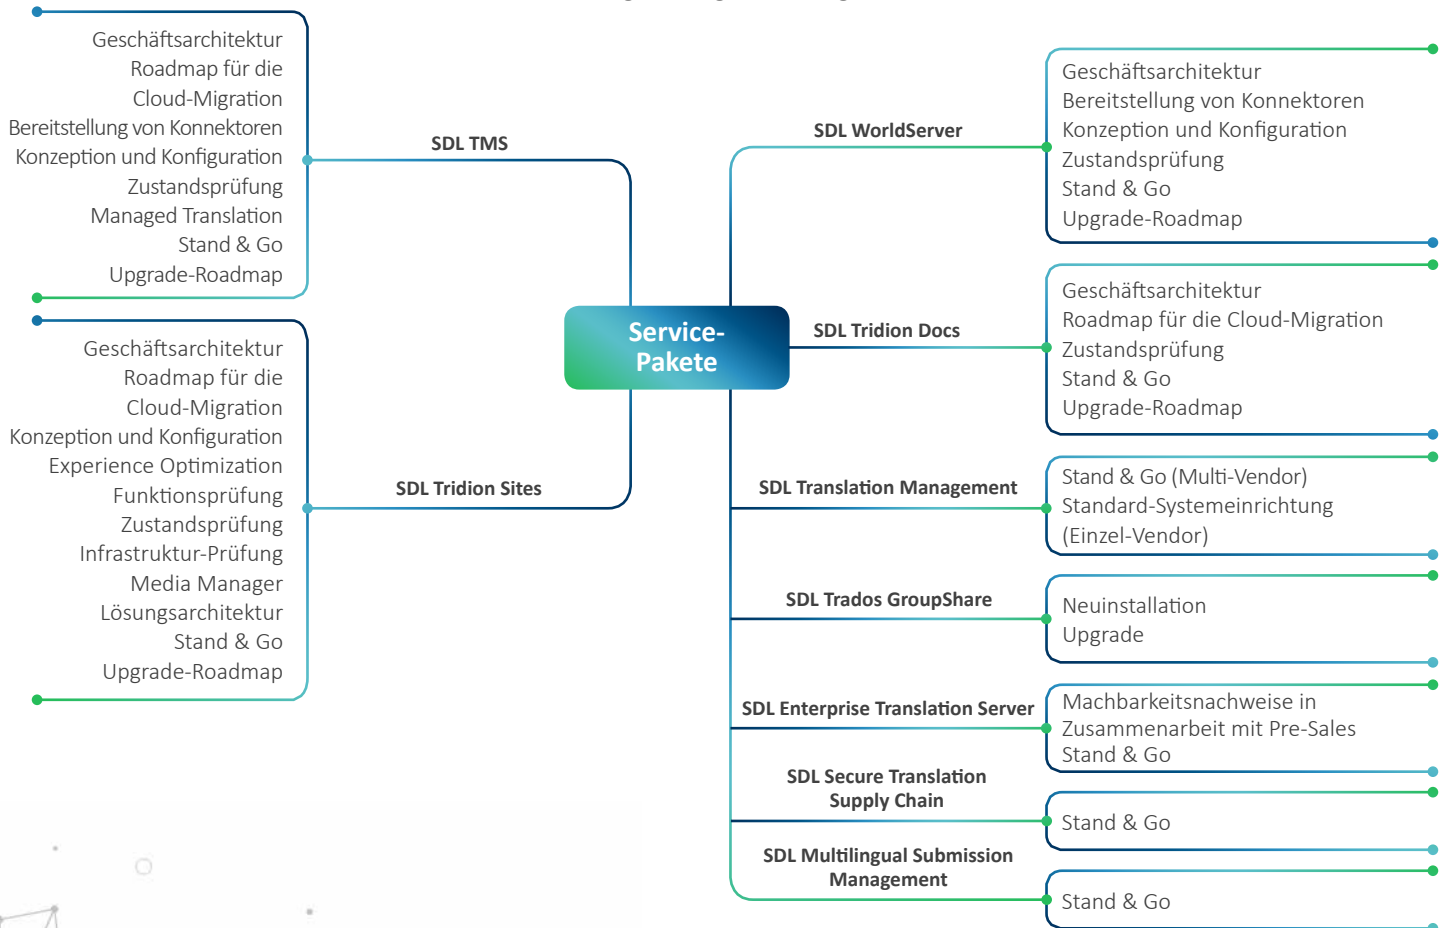 Geschäftsarchitektur
Roadmap für die
Cloud-Migration
Bereitstellung von Konnektoren
Konzeption und Konfiguration
Zustandsprüfung
Managed Translation
Stand & Go
Upgrade-Roadmap
SDL TMS
Geschäftsarchitektur
Roadmap für die
Cloud-Migration
Konzeption und Konfiguration
Experience Optimization
Funktionsprüfung
Zustandsprüfung
Infrastruktur-Prüfung
Media Manager
Lösungsarchitektur
Stand & Go
Upgrade-Roadmap
SDL Tridion Sites
Service-
Pakete
SDL WorldServer
Geschäftsarchitektur
Bereitstellung von Konnektoren
Konzeption und Konfiguration
Zustandsprüfung
Stand & Go
Upgrade-Roadmap
SDL Tridion Docs
Geschäftsarchitektur
Roadmap für die Cloud-Migration
Zustandsprüfung
Stand & Go
Upgrade-Roadmap
SDL Translation Management
Stand & Go (Multi-Vendor)
Standard-Systemeinrichtung
(Einzel-Vendor)
SDL Trados GroupShare
Neuinstallation
Upgrade
SDL Enterprise Translation Server
Machbarkeitsnachweise in
Zusammenarbeit mit Pre-Sales
Stand & Go
SDL Secure Translation
Supply Chain
Stand & Go
SDL Multilingual Submission
Management
Stand & Go